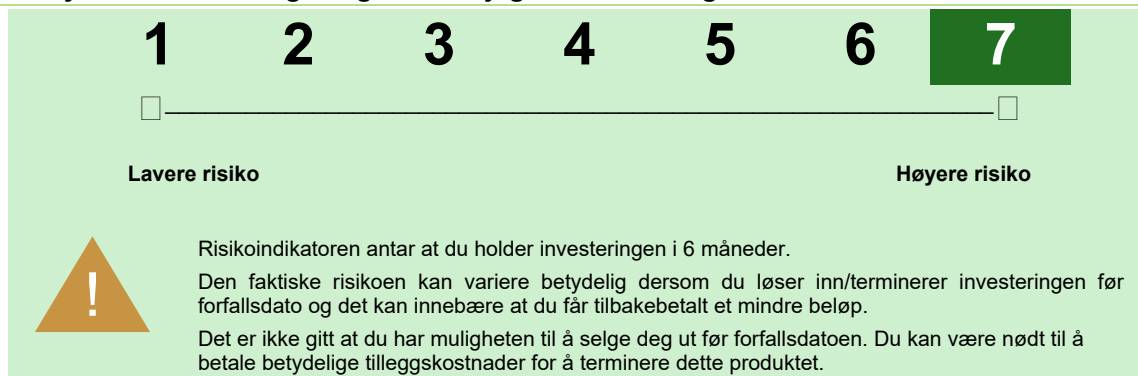 1 2 3 4 5 6 7
Lavere risiko Høyere risiko
!
Risikoindikatoren antar at du holder investeringen i 6 måneder.
Den faktiske risikoen kan variere betydelig dersom du løser inn/terminerer investeringen før
forfallsdato og det kan innebære at du får tilbakebetalt et mindre beløp.
Det er ikke gitt at du har muligheten til å selge deg ut før forfallsdatoen. Du kan være nødt til å
betale betydelige tilleggskostnader for å terminere dette produktet.